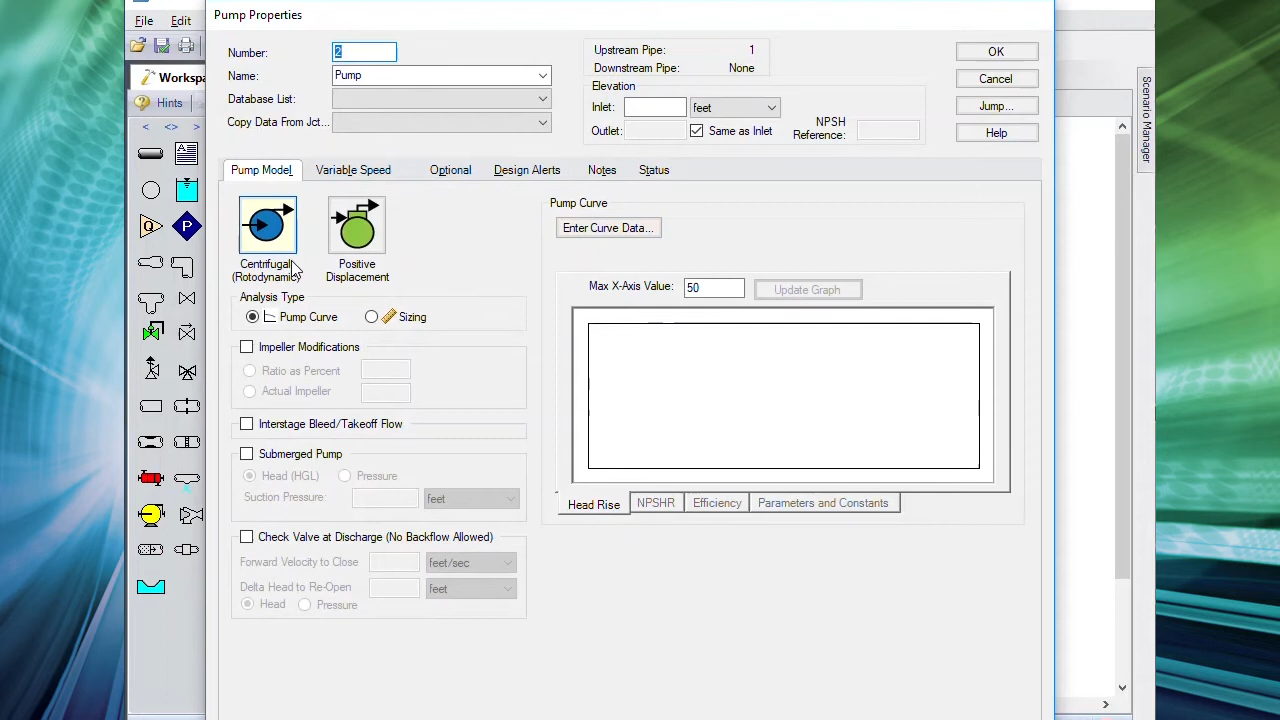 Pump Properties
File Edit
Number: 2
Name: Pump
Database List:
Copy Data From Jct...
Upstream Pipe: 1
Downstream Pipe: None
Elevation
Inlet: feet
Outlet: Same as Inlet
NPSH
Reference:
OK
Cancel
Jump...
Help
Hints
< <> >
Scenario Manager
Pump Model Variable Speed Optional Design Alerts Notes Status
Centrifugal
(Rotodynamic)
Positive
Displacement
Analysis Type
Pump Curve Sizing
Impeller Modifications
Ratio as Percent
Actual Impeller
Interstage Bleed/Takeoff Flow
Submerged Pump
Head (HGL) Pressure
Suction Pressure: feet
Check Valve at Discharge (No Backflow Allowed)
Forward Velocity to Close feet/sec
Delta Head to Re-Open feet
Head Pressure
Pump Curve
Enter Curve Data...
Max X-Axis Value: 50 Update Graph
Head Rise NPSHR Efficiency Parameters and Constants
Q
P